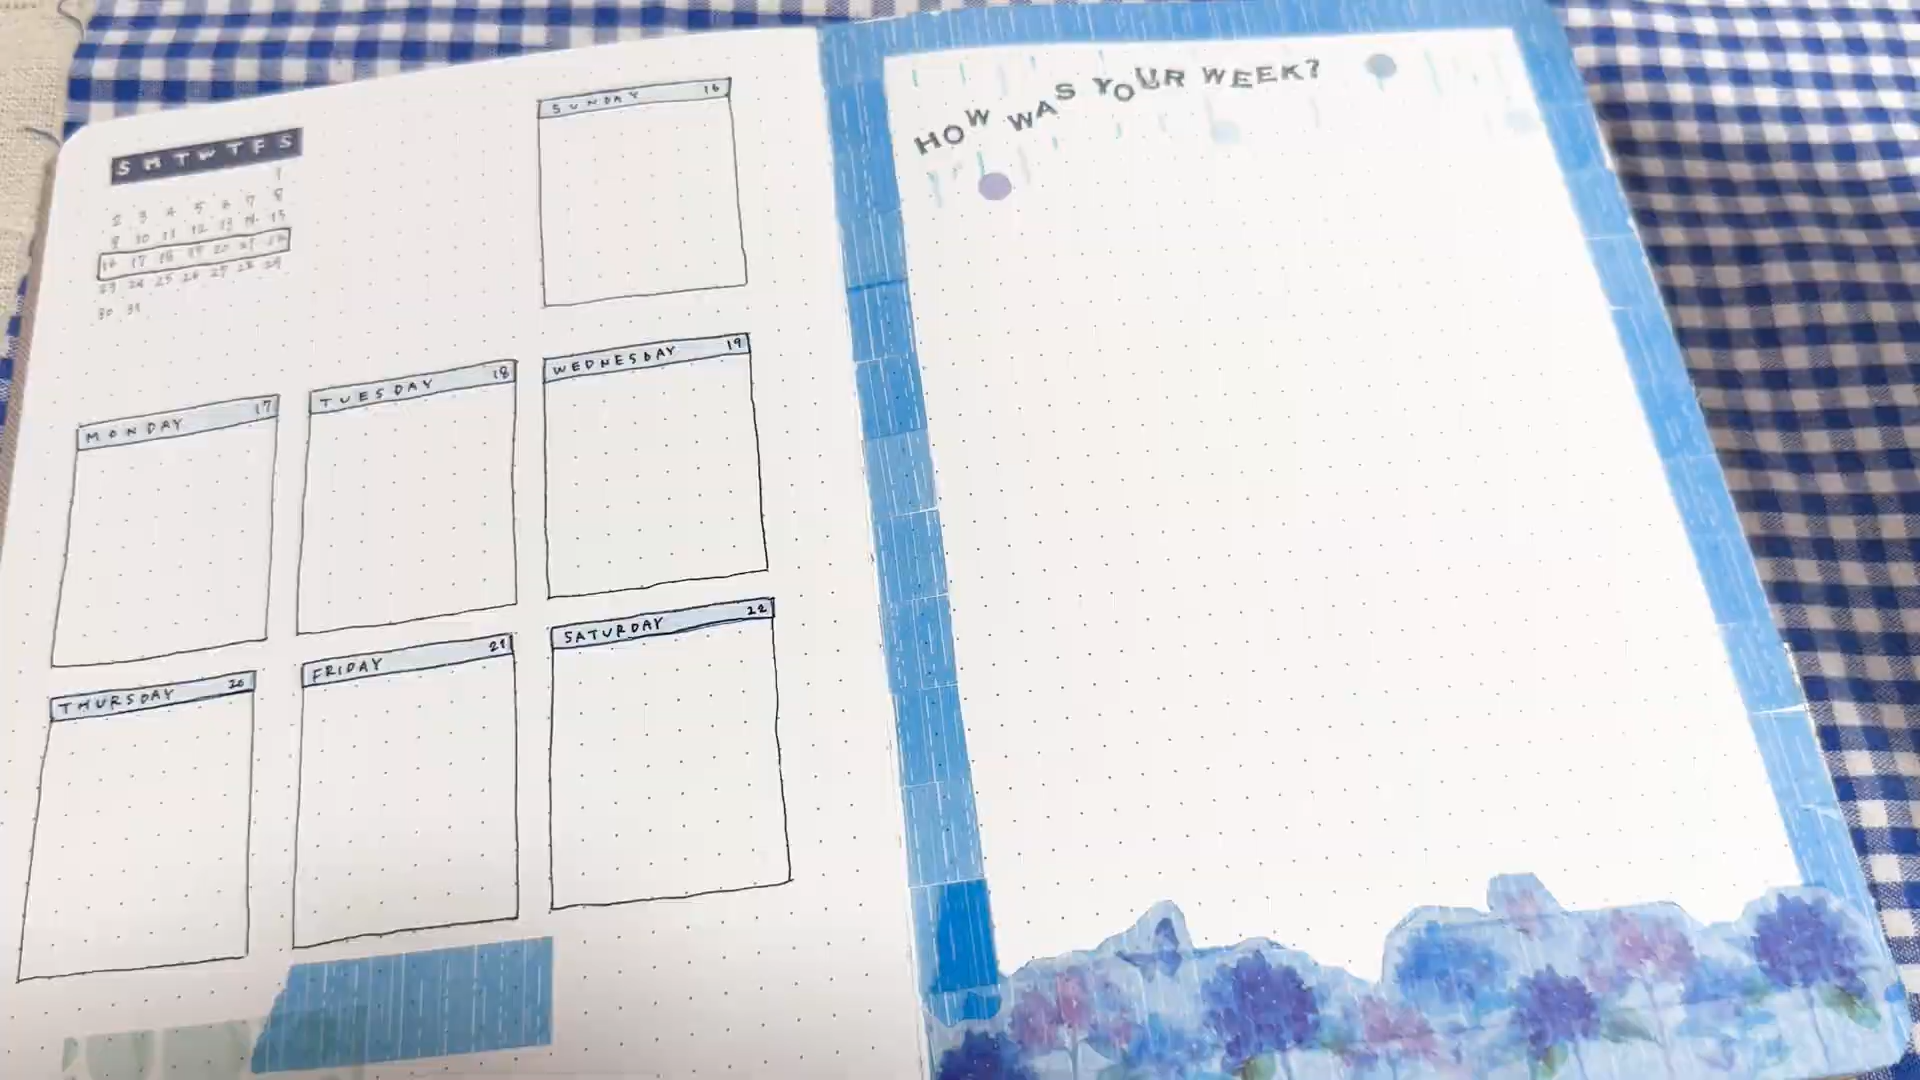 S M T W T F S
1
2 3 4 5 6 7 8
9 10 11 12 13 14 15
16 17 18 19 20 21 22
23 24 25 26 27 28 29
30 31
SUNDAY 16
MONDAY 17
TUESDAY 18
WEDNESDAY 19
THURSDAY 20
FRIDAY 21
SATURDAY 22
HOW WAS YOUR WEEK?